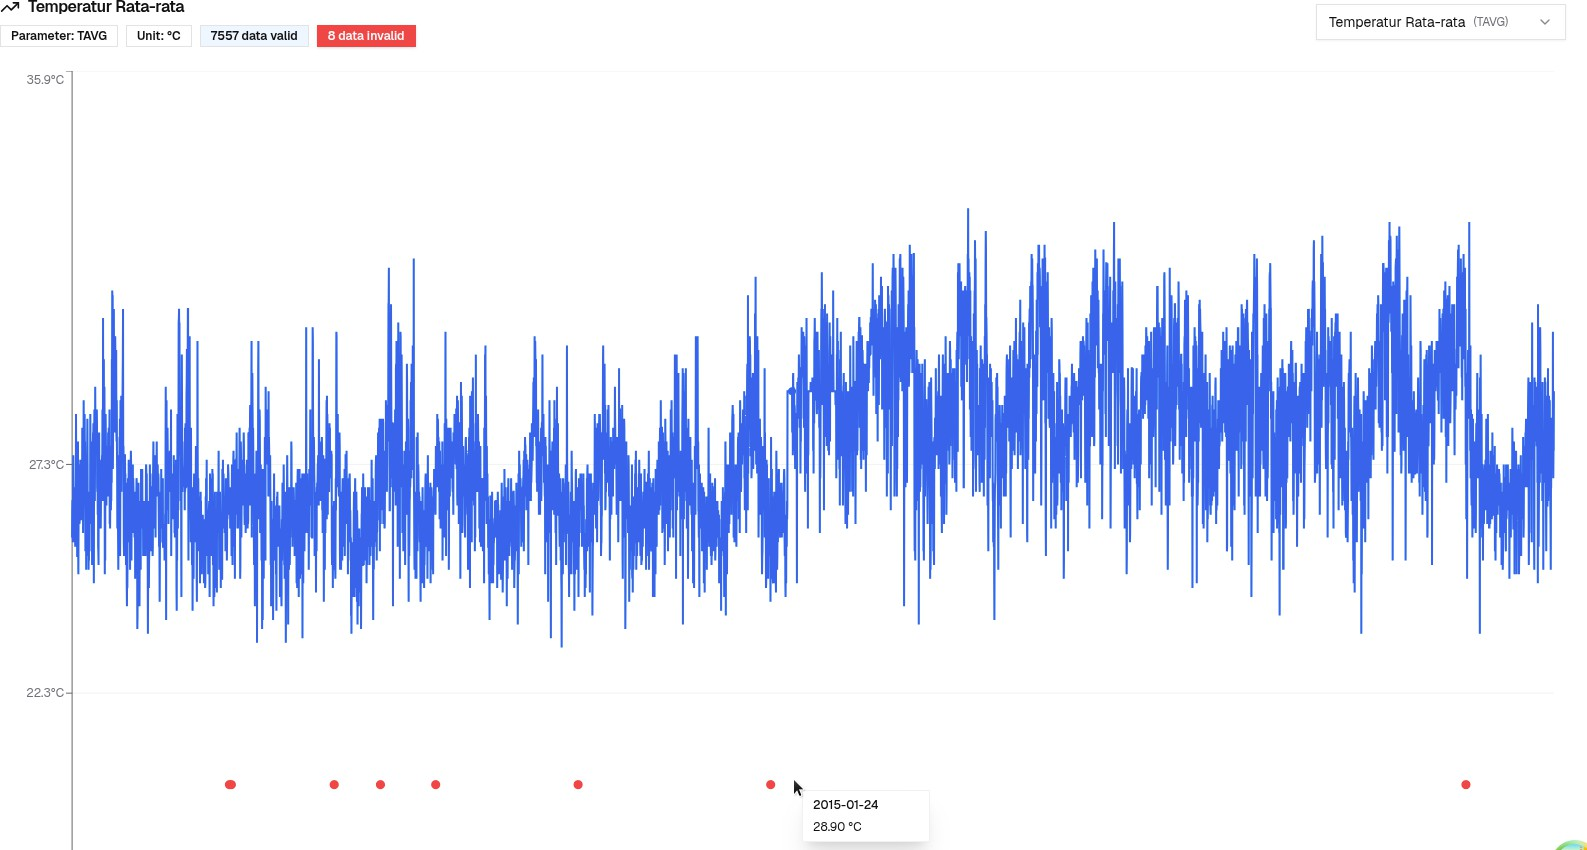 Temperatur Rata-rata
Parameter: TAVG
Unit: °C
7557 data valid
8 data invalid
Temperatur Rata-rata (TAVG)
35.9°C
27.3°C
22.3°C
2015-01-24
28.90 °C